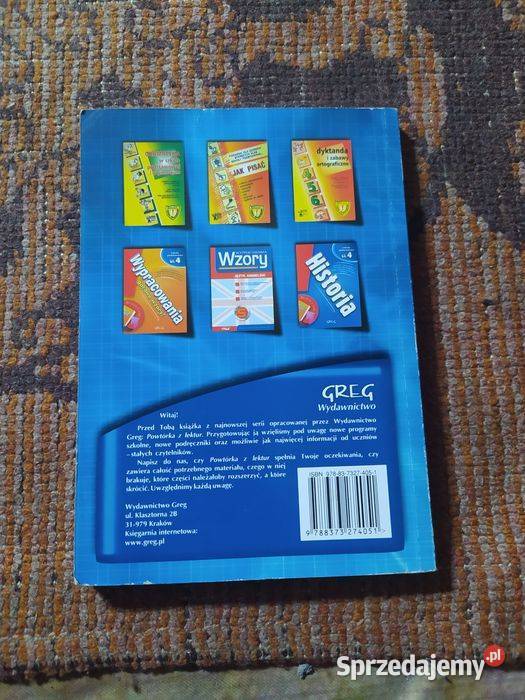 JAK PISAĆ
dyktanda
i zabawy
ortograficzne
4 5 6
kl. 4
Wypracowania
Wzory
JĘZYK ANGIELSKI
kl. 4
Historia
GREG
Wydawnictwo
Witaj!
Przed Tobą książka z najnowszej serii opracowanej przez Wydawnictwo
Greg: Powtórka z lektur. Przygotowując ją wzięliśmy pod uwagę nowe programy
szkolne, nowe podręczniki oraz możliwie jak najwięcej informacji od uczniów
-stałych czytelników.
Napisz do nas, czy Powtórka z lektur spełnia Twoje oczekiwania, czy
zawiera całość potrzebnego materiału, czego w niej
brakuje, które części należałoby rozszerzyć, a które
skrócić. Uwzględnimy każdą uwagę.
Wydawnictwo Greg
ul. Klasztorna 2B
31-979 Kraków
Księgarnia internetowa:
www.greg.pl
ISBN 978-83-7327-405-1
9 788373 274051 >
Sprzedajemy.pl